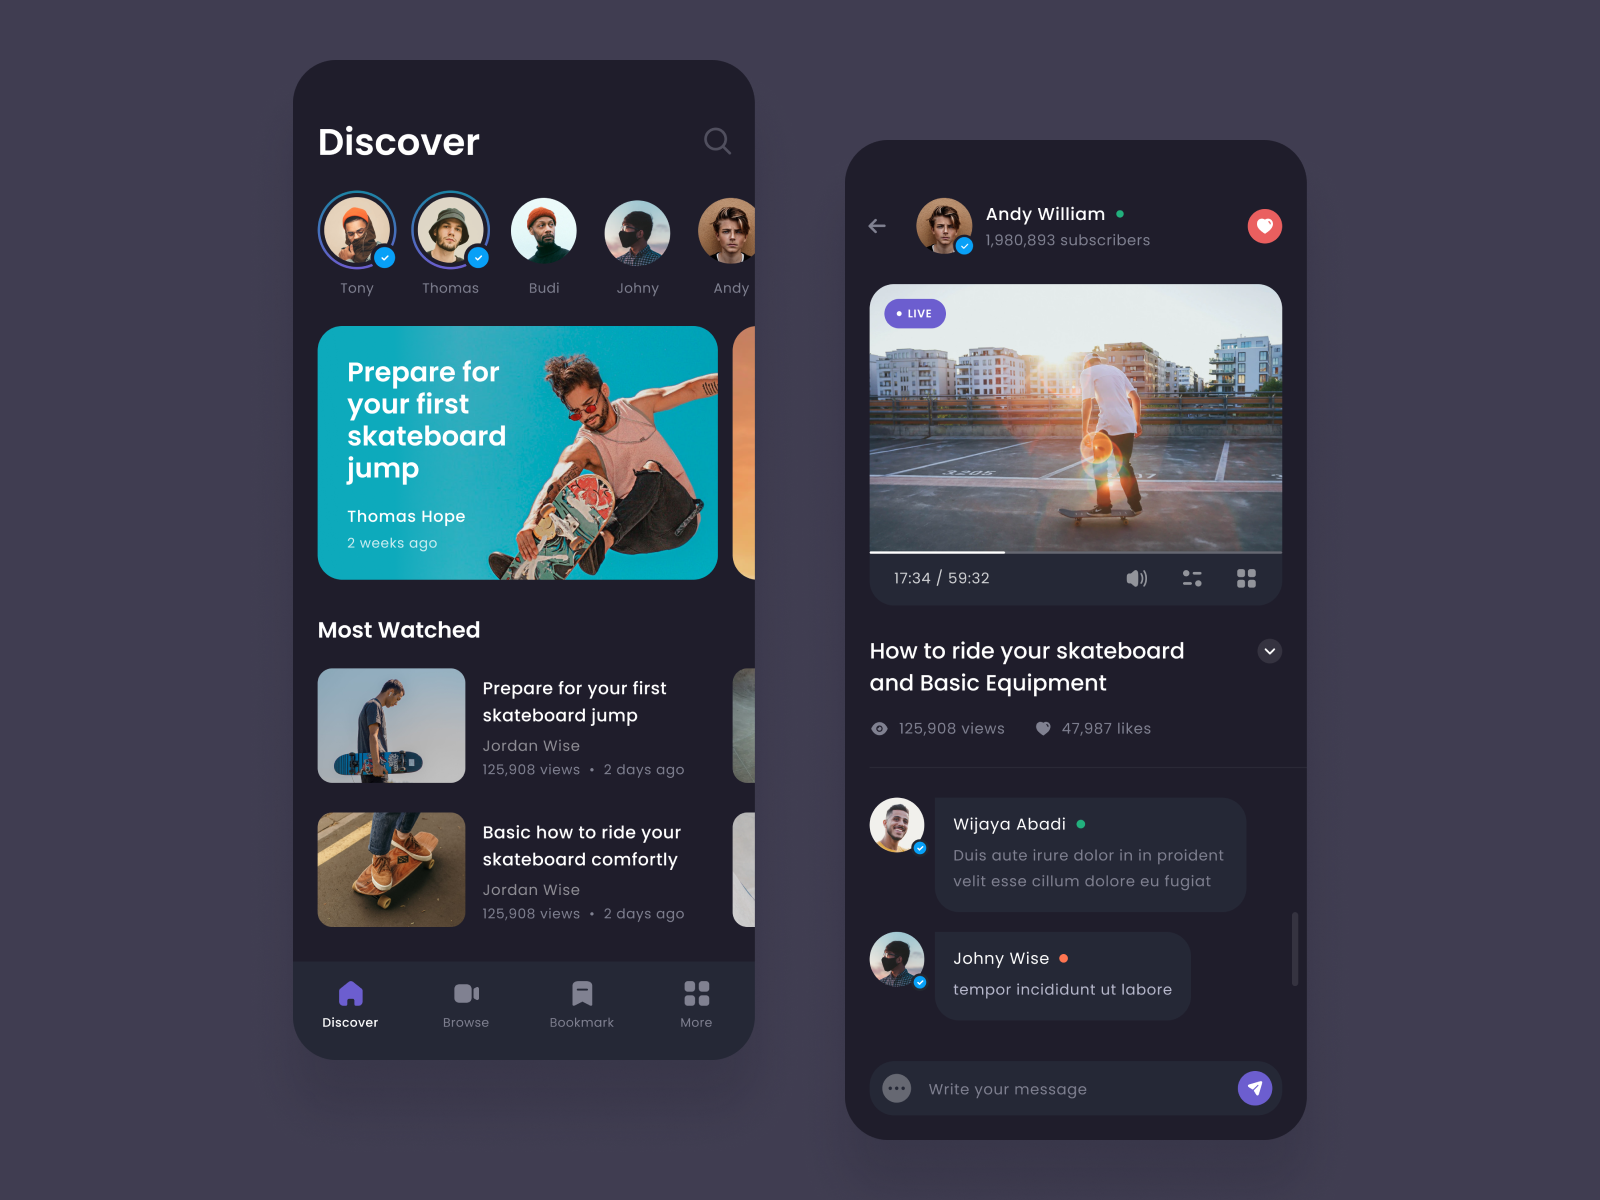 Discover
Tony
Thomas
Budi
Johny
Andy
Prepare for
your first
skateboard
jump
Thomas Hope
2 weeks ago
Most Watched
Prepare for your first
skateboard jump
Jordan Wise
125,908 views • 2 days ago
Basic how to ride your
skateboard comfortly
Jordan Wise
125,908 views • 2 days ago
Discover
Browse
Bookmark
More
Andy William
1,980,893 subscribers
LIVE
3205
17:34 / 59:32
How to ride your skateboard
and Basic Equipment
125,908 views
47,987 likes
Wijaya Abadi
Duis aute irure dolor in in proident
velit esse cillum dolore eu fugiat
Johny Wise
tempor incididunt ut labore
Write your message